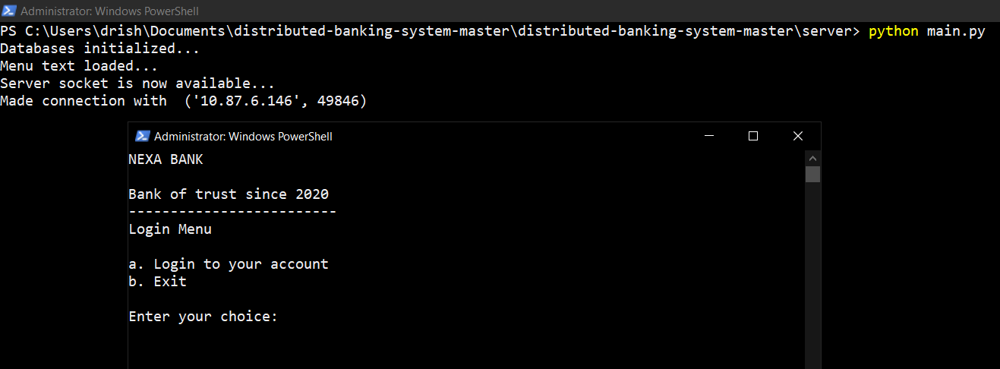 Administrator: Windows PowerShell
PS C:\Users\drish\Documents\distributed-banking-system-master\distributed-banking-system-master\server> python main.py
Databases initialized...
Menu text loaded...
Server socket is now available...
Made connection with  ('10.87.6.146', 49846)
Administrator: Windows PowerShell
NEXA BANK
Bank of trust since 2020
-------------------------
Login Menu
a. Login to your account
b. Exit
Enter your choice: